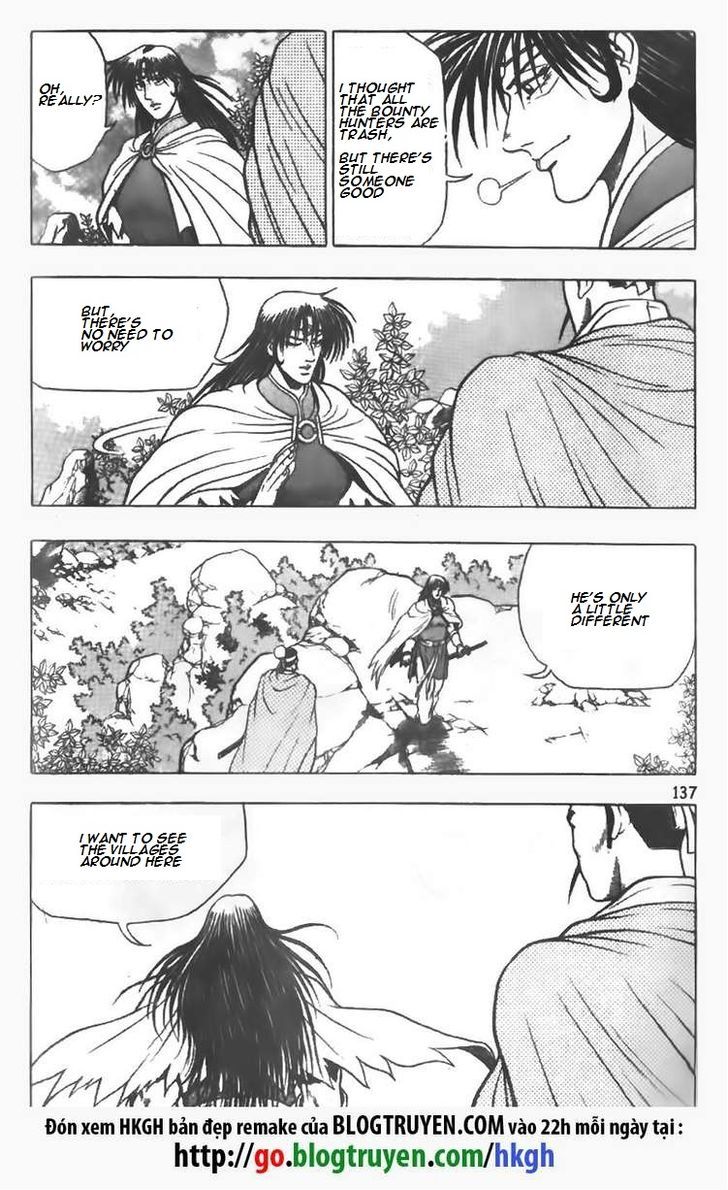 OH,
REALLY?
I THOUGHT
THAT ALL
THE BOUNTY
HUNTERS ARE
TRASH,
BUT THERE'S
STILL
SOMEONE
GOOD
BUT,
THERE'S
NO NEED TO
WORRY
HE'S ONLY
A LITTLE
DIFFERENT
137
I WANT TO SEE
THE VILLAGES
AROUND HERE
Đón xem HKGH bản đẹp remake của BLOGTRUYEN.COM vào 22h mỗi ngày tại :
http://go.blogtruyen.com/hkgh